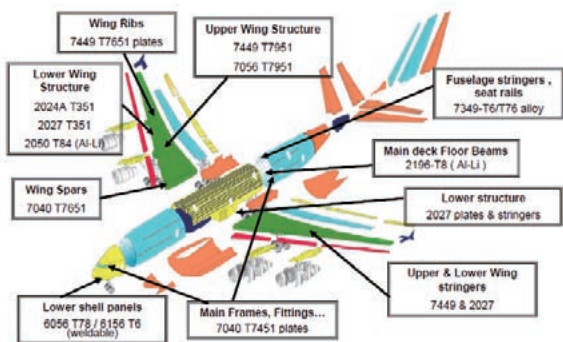 Wing Ribs
7449 T7651 plates
Upper Wing Structure
7449 T7951
7056 T7951
Lower Wing
Structure
2024A T351
2027 T351
2050 T84 (Al-Li)
Fuselage stringers ,
seat rails
7349-T6/T76 alloy
Main deck Floor Beams
2196-T8 ( Al-Li )
Wing Spars
7040 T7651
Lower structure
2027 plates & stringers
Upper & Lower Wing
stringers
7449 & 2027
Lower shell panels
6056 T78 / 6156 T6
(weldable)
Main Frames, Fittings...
7040 T7451 plates